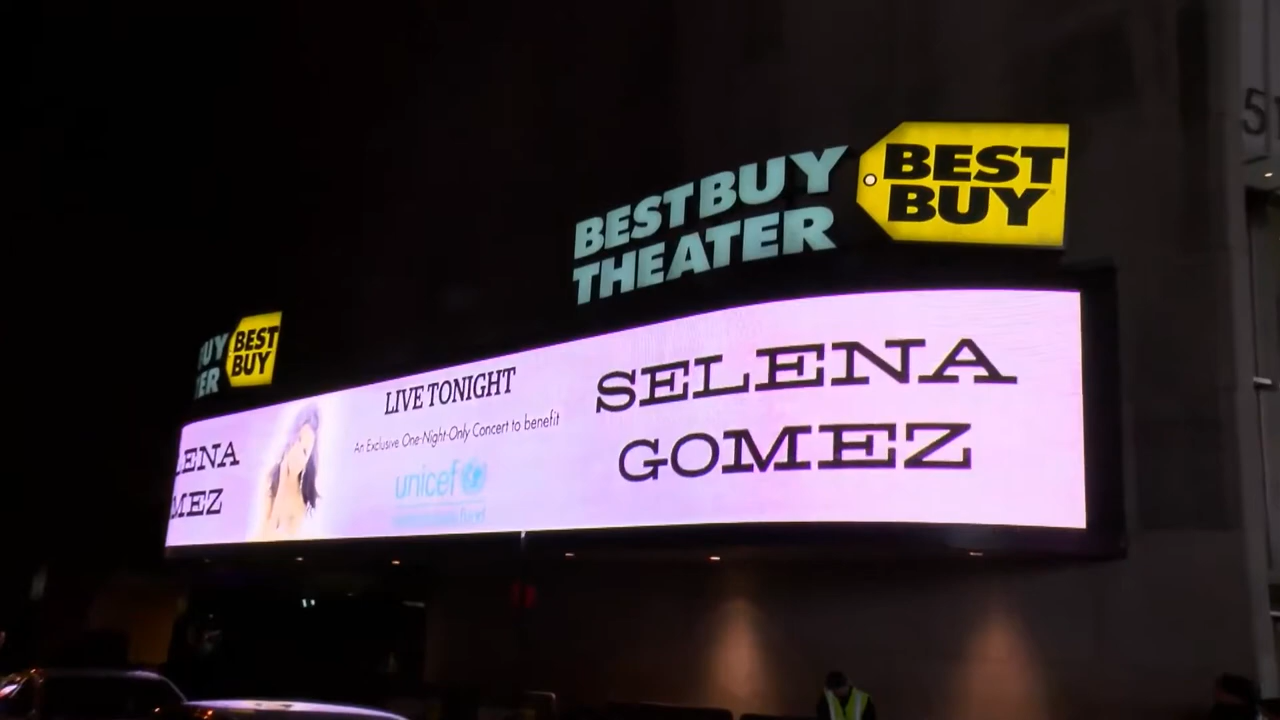 BEST BUY
THEATER
BEST
BUY
5
BUY
ER
BEST
BUY
LIVE TONIGHT
An Exclusive One-Night-Only Concert to benefit
unicef
SELENA
GOMEZ
LENA
MEZ